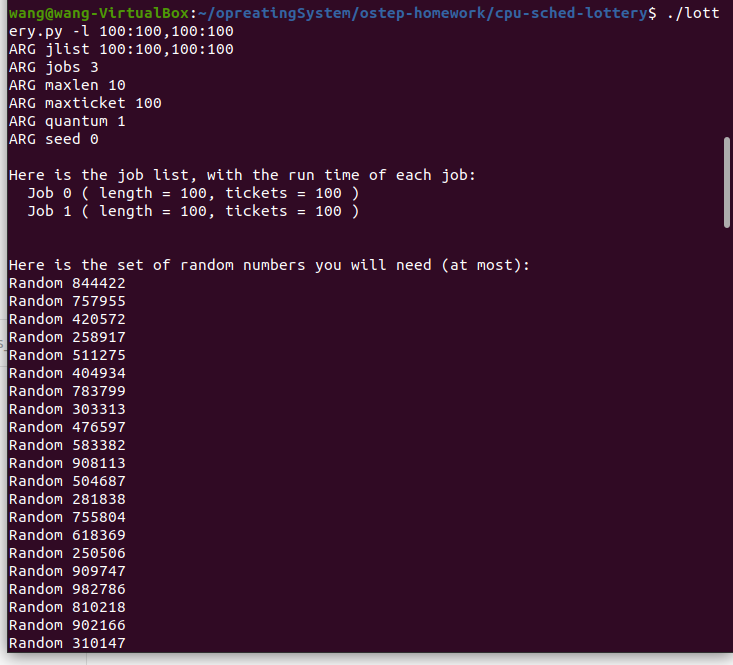 wang@wang-VirtualBox:~/opreatingSystem/ostep-homework/cpu-sched-lottery$ ./lott
ery.py -l 100:100,100:100
ARG jlist 100:100,100:100
ARG jobs 3
ARG maxlen 10
ARG maxticket 100
ARG quantum 1
ARG seed 0
Here is the job list, with the run time of each job:
  Job 0 ( length = 100, tickets = 100 )
  Job 1 ( length = 100, tickets = 100 )
Here is the set of random numbers you will need (at most):
Random 844422
Random 757955
Random 420572
Random 258917
Random 511275
Random 404934
Random 783799
Random 303313
Random 476597
Random 583382
Random 908113
Random 504687
Random 281838
Random 755804
Random 618369
Random 250506
Random 909747
Random 982786
Random 810218
Random 902166
Random 310147